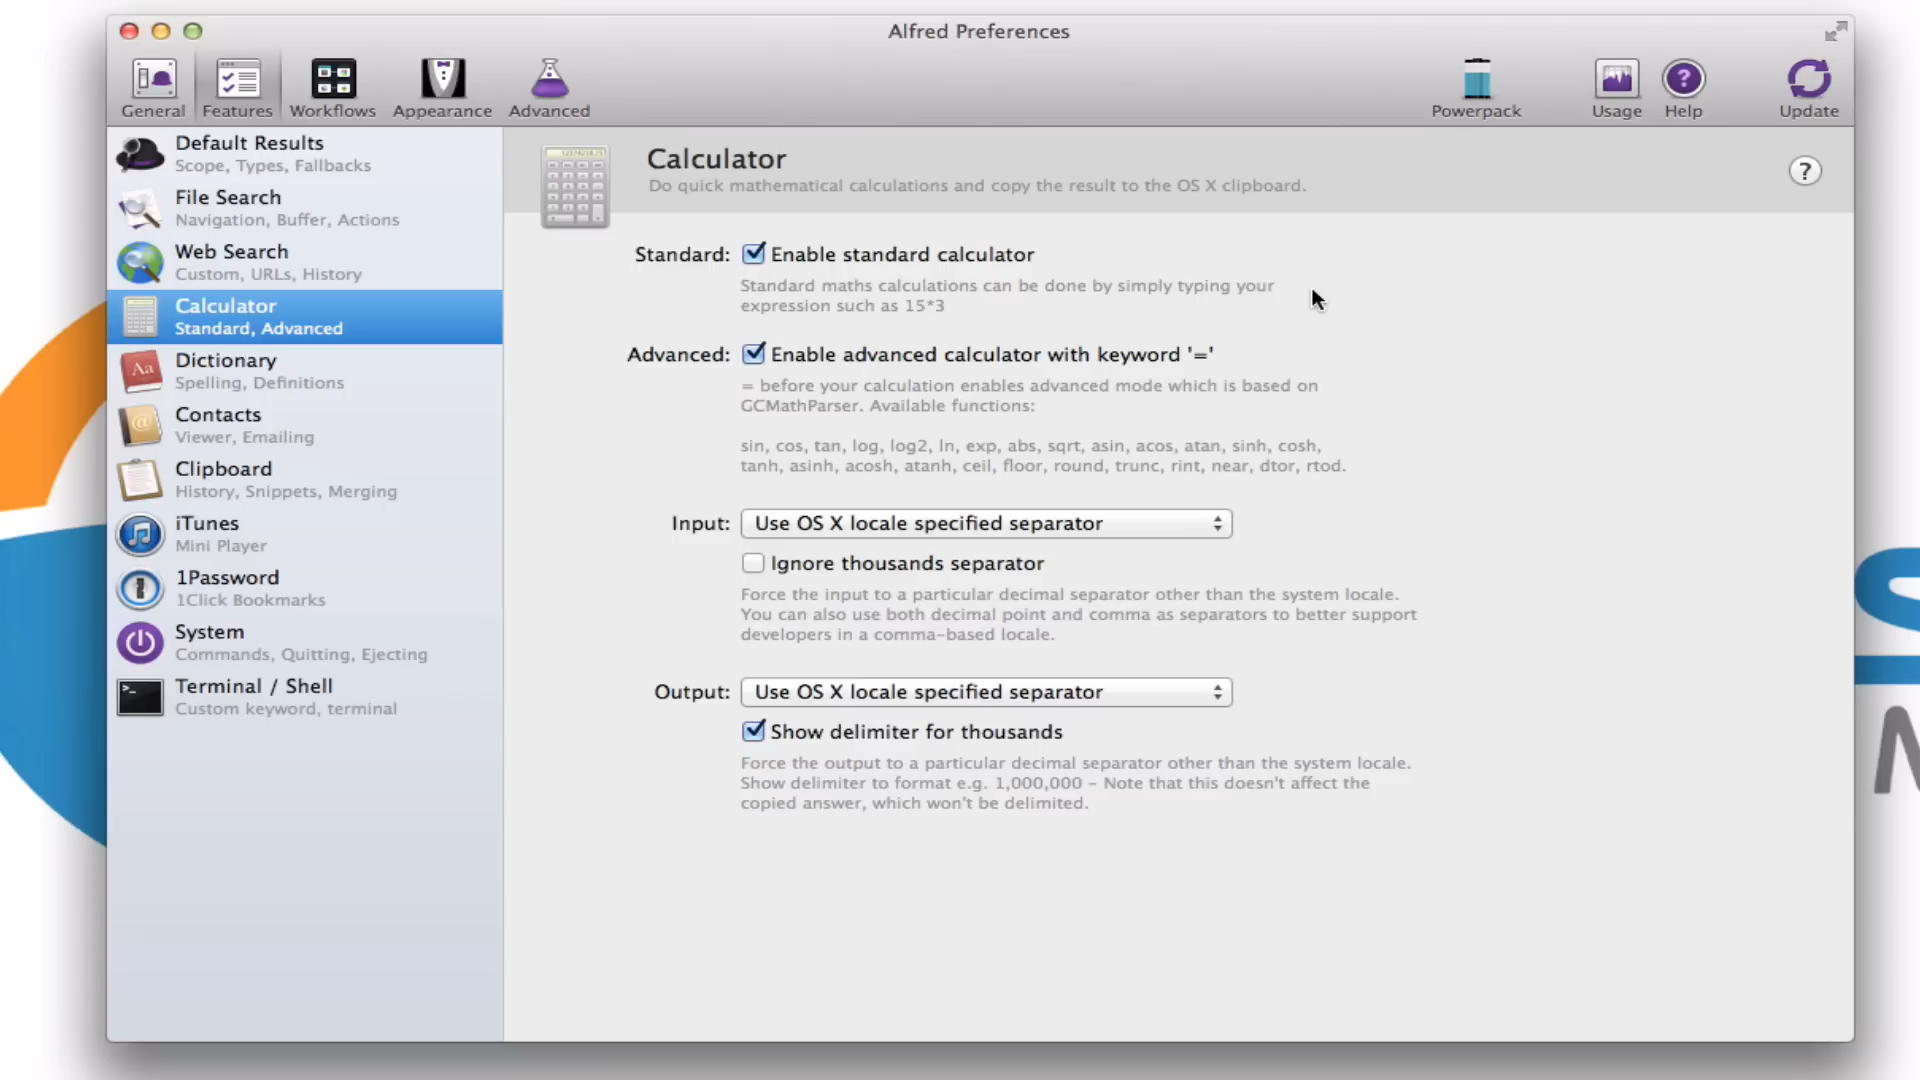 Alfred Preferences
General
Features
Workflows
Appearance
Advanced
Powerpack
Usage
Help
Update
Default Results
Scope, Types, Fallbacks
File Search
Navigation, Buffer, Actions
Web Search
Custom, URLs, History
Calculator
Standard, Advanced
Dictionary
Spelling, Definitions
Contacts
Viewer, Emailing
Clipboard
History, Snippets, Merging
iTunes
Mini Player
1Password
1Click Bookmarks
System
Commands, Quitting, Ejecting
Terminal / Shell
Custom keyword, terminal
Calculator
Do quick mathematical calculations and copy the result to the OS X clipboard.
?
Standard: Enable standard calculator
Standard maths calculations can be done by simply typing your
expression such as 15*3
Advanced: Enable advanced calculator with keyword '='
= before your calculation enables advanced mode which is based on
GCMathParser. Available functions:
sin, cos, tan, log, log2, ln, exp, abs, sqrt, asin, acos, atan, sinh, cosh,
tanh, asinh, acosh, atanh, ceil, floor, round, trunc, rint, near, dtor, rtod.
Input: Use OS X locale specified separator
Ignore thousands separator
Force the input to a particular decimal separator other than the system locale.
You can also use both decimal point and comma as separators to better support
developers in a comma-based locale.
Output: Use OS X locale specified separator
Show delimiter for thousands
Force the output to a particular decimal separator other than the system locale.
Show delimiter to format e.g. 1,000,000 - Note that this doesn't affect the
copied answer, which won't be delimited.